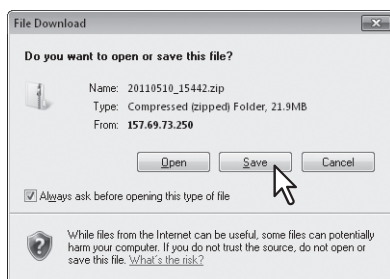 File Download
Do you want to open or save this file?
Name: 20110510_15442.zip
Type: Compressed (zipped) Folder, 21.9MB
From: 157.69.73.250
Open Save Cancel
Always ask before opening this type of file
While files from the Internet can be useful, some files can potentially
harm your computer. If you do not trust the source, do not open or
save this file. What's the risk?